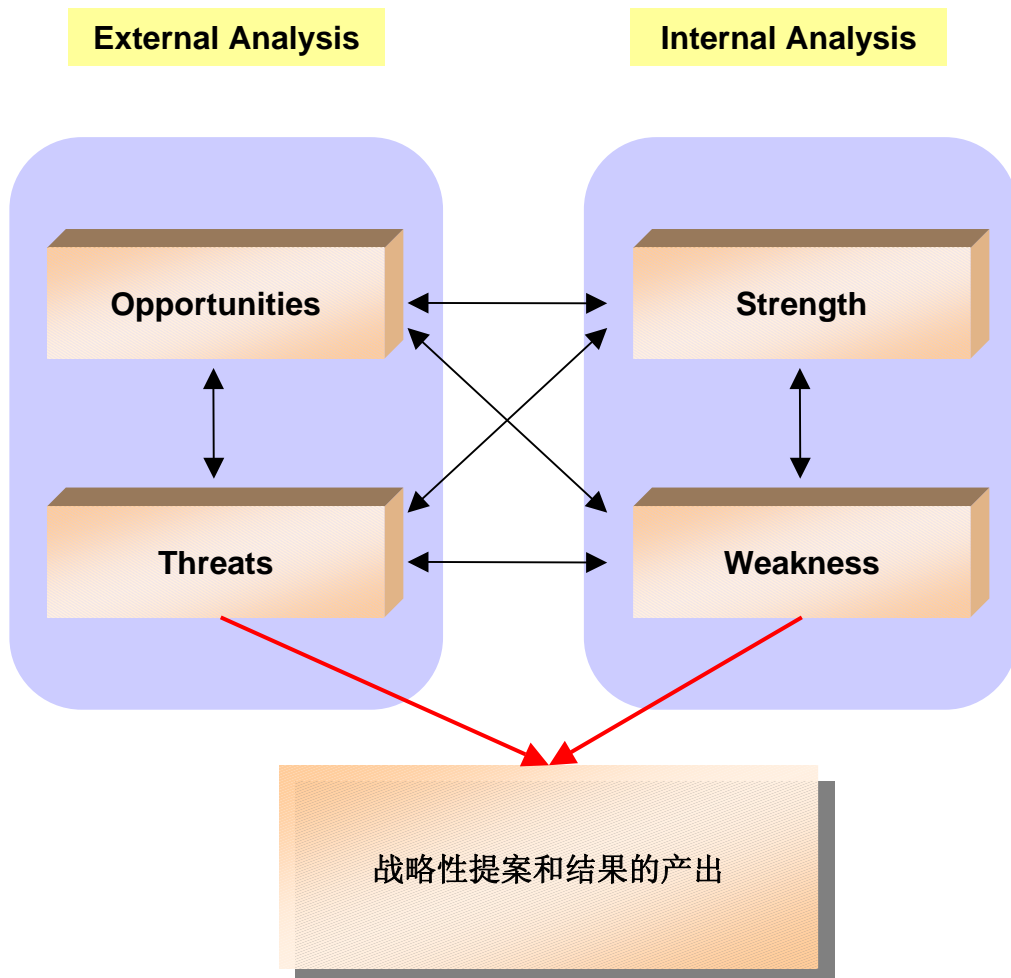 External Analysis
Internal Analysis
Opportunities
Strength
Threats
Weakness
战略性提案和结果的产出